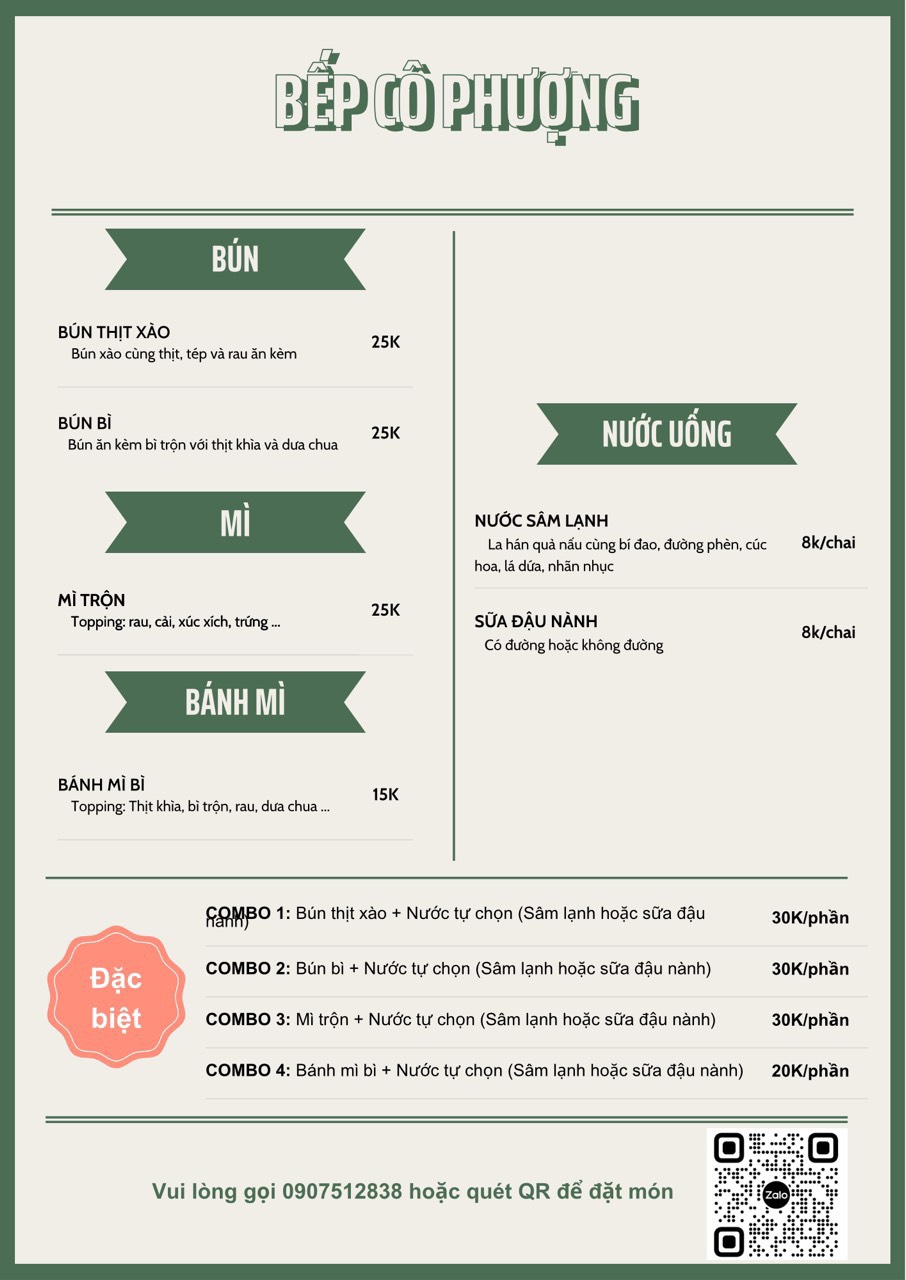 BẾP CÔ PHƯỢNG
BÚN
BÚN THỊT XÀO
Bún xào cùng thịt, tép và rau ăn kèm
25K
BÚN BÌ
Bún ăn kèm bì trộn với thịt khìa và dưa chua
25K
MÌ
MÌ TRỘN
Topping: rau, cải, xúc xích, trứng ...
25K
BÁNH MÌ
BÁNH MÌ BÌ
Topping: Thịt khìa, bì trộn, rau, dưa chua ...
15K
NƯỚC UỐNG
NƯỚC SÂM LẠNH
La hán quả nấu cùng bí đao, đường phèn, cúc
hoa, lá dứa, nhãn nhục
8k/chai
SỮA ĐẬU NÀNH
Có đường hoặc không đường
8k/chai
Đặc
biệt
COMBO 1: Bún thịt xào + Nước tự chọn (Sâm lạnh hoặc sữa đậu
nành)
30K/phần
COMBO 2: Bún bì + Nước tự chọn (Sâm lạnh hoặc sữa đậu nành)
30K/phần
COMBO 3: Mì trộn + Nước tự chọn (Sâm lạnh hoặc sữa đậu nành)
30K/phần
COMBO 4: Bánh mì bì + Nước tự chọn (Sâm lạnh hoặc sữa đậu nành)
20K/phần
Vui lòng gọi 0907512838 hoặc quét QR để đặt món
Zalo